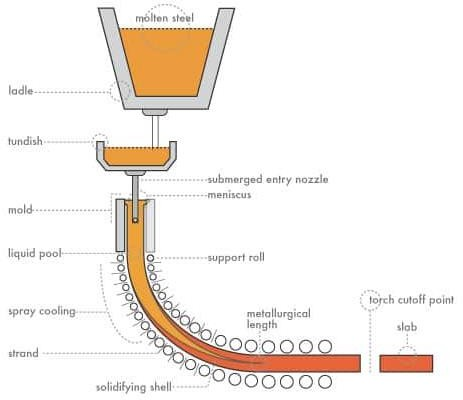 molten steel
ladle
tundish
submerged entry nozzle
meniscus
mold
liquid pool
support roll
torch cutoff point
spray cooling
metallurgical
length
slab
strand
solidifying shell